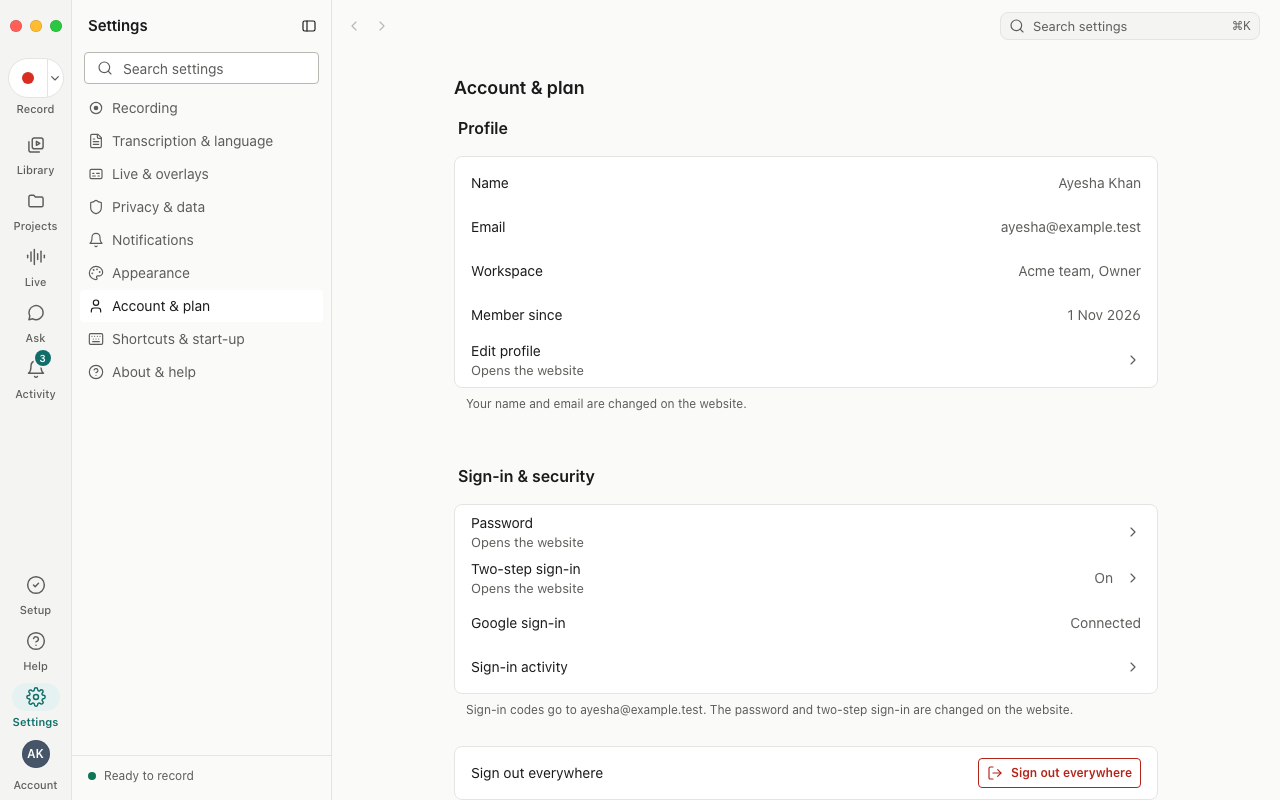 Record
Library
Projects
Live
Ask
3
Activity
Setup
Help
Settings
AK
Account
Settings
Search settings
Recording
Transcription & language
Live & overlays
Privacy & data
Notifications
Appearance
Account & plan
Shortcuts & start-up
About & help
Ready to record
Search settings ⌘K
Account & plan
Profile
Name Ayesha Khan
Email ayesha@example.test
Workspace Acme team, Owner
Member since 1 Nov 2026
Edit profile
Opens the website
Your name and email are changed on the website.
Sign-in & security
Password
Opens the website
Two-step sign-in On
Opens the website
Google sign-in Connected
Sign-in activity
Sign-in codes go to ayesha@example.test. The password and two-step sign-in are changed on the website.
Sign out everywhere Sign out everywhere